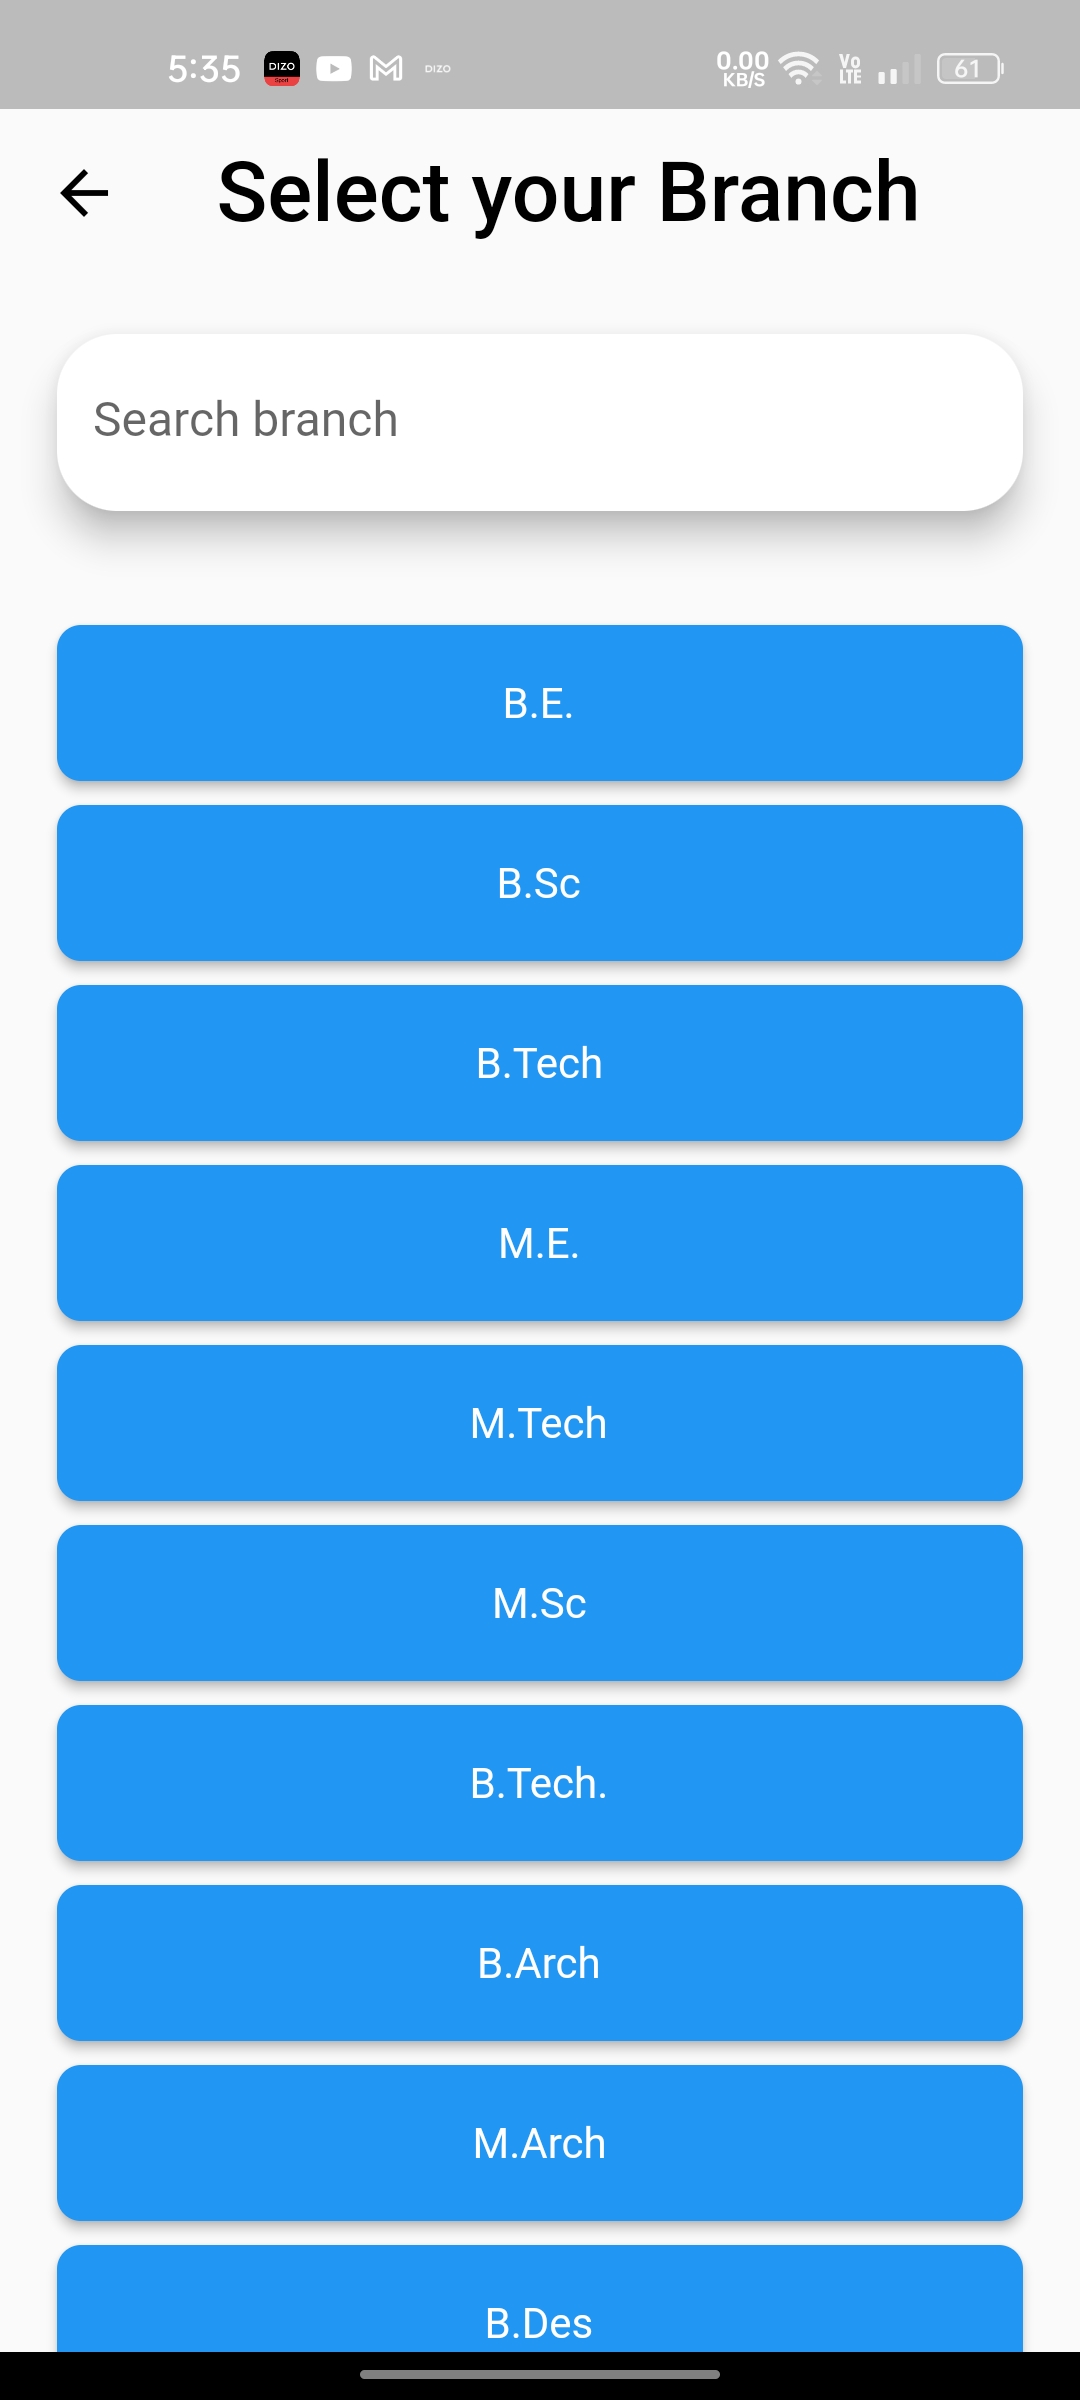 5:35 DIZO Sport DIZO 0.00 KB/S Vo LTE 61
Select your Branch
Search branch
B.E.
B.Sc
B.Tech
M.E.
M.Tech
M.Sc
B.Tech.
B.Arch
M.Arch
B.Des